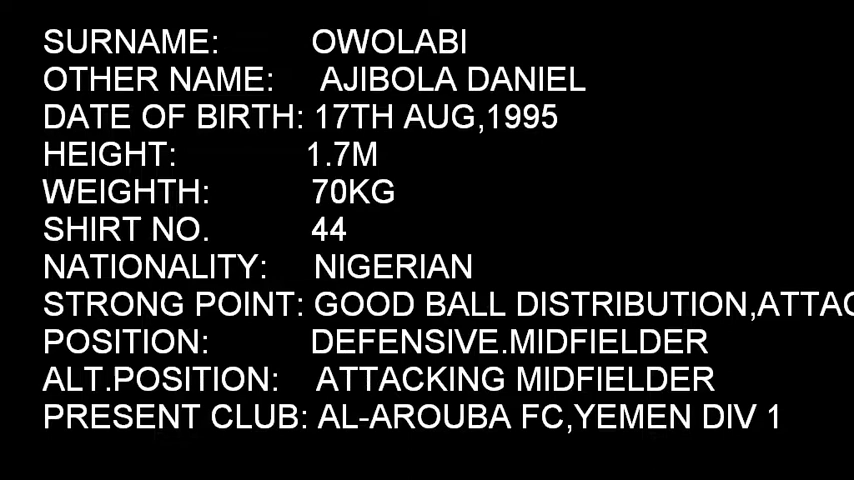 SURNAME: OWOLABI
OTHER NAME: AJIBOLA DANIEL
DATE OF BIRTH: 17TH AUG,1995
HEIGHT: 1.7M
WEIGHTH: 70KG
SHIRT NO. 44
NATIONALITY: NIGERIAN
STRONG POINT: GOOD BALL DISTRIBUTION,
POSITION: DEFENSIVE.MIDFIELDER
ALT.POSITION: ATTACKING MIDFIELDER
PRESENT CLUB: AL-AROUBA FC,YEMEN DIV 1